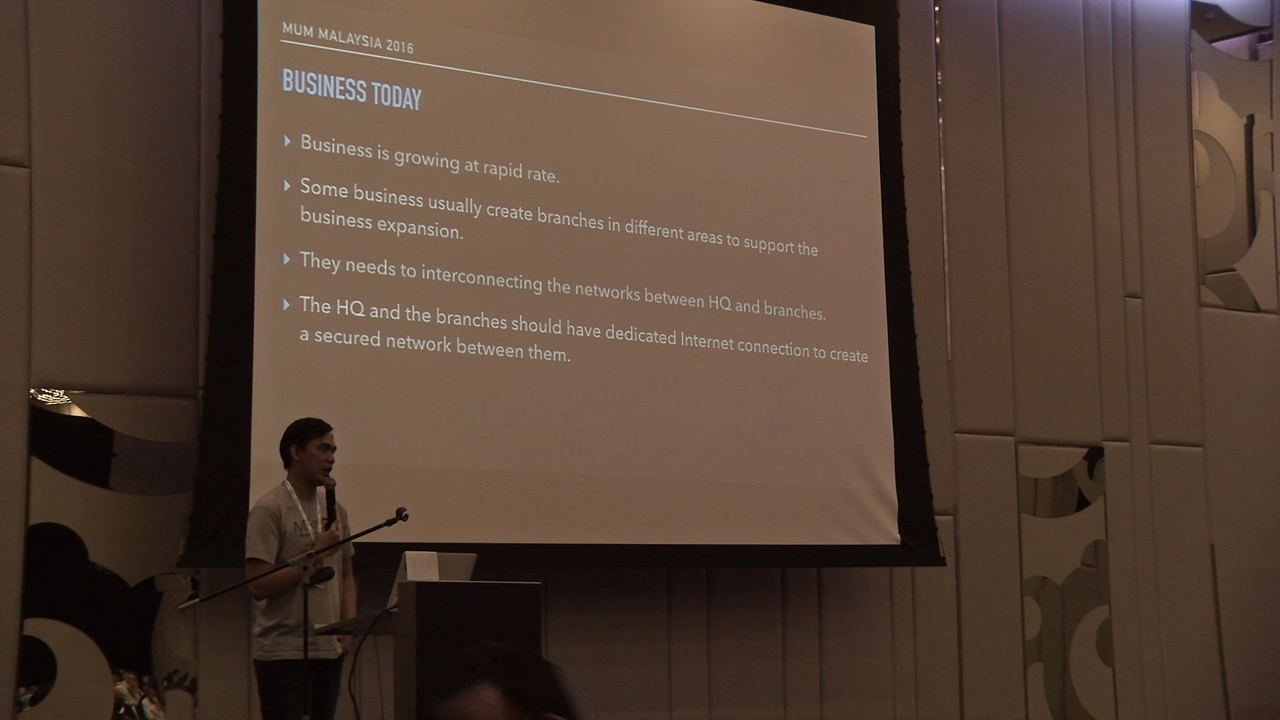 MUM MALAYSIA 2016
BUSINESS TODAY
Business is growing at rapid rate.
Some business usually create branches in different areas to support the
business expansion.
They needs to interconnecting the networks between HQ and branches.
The HQ and the branches should have dedicated Internet connection to create
a secured network between them.